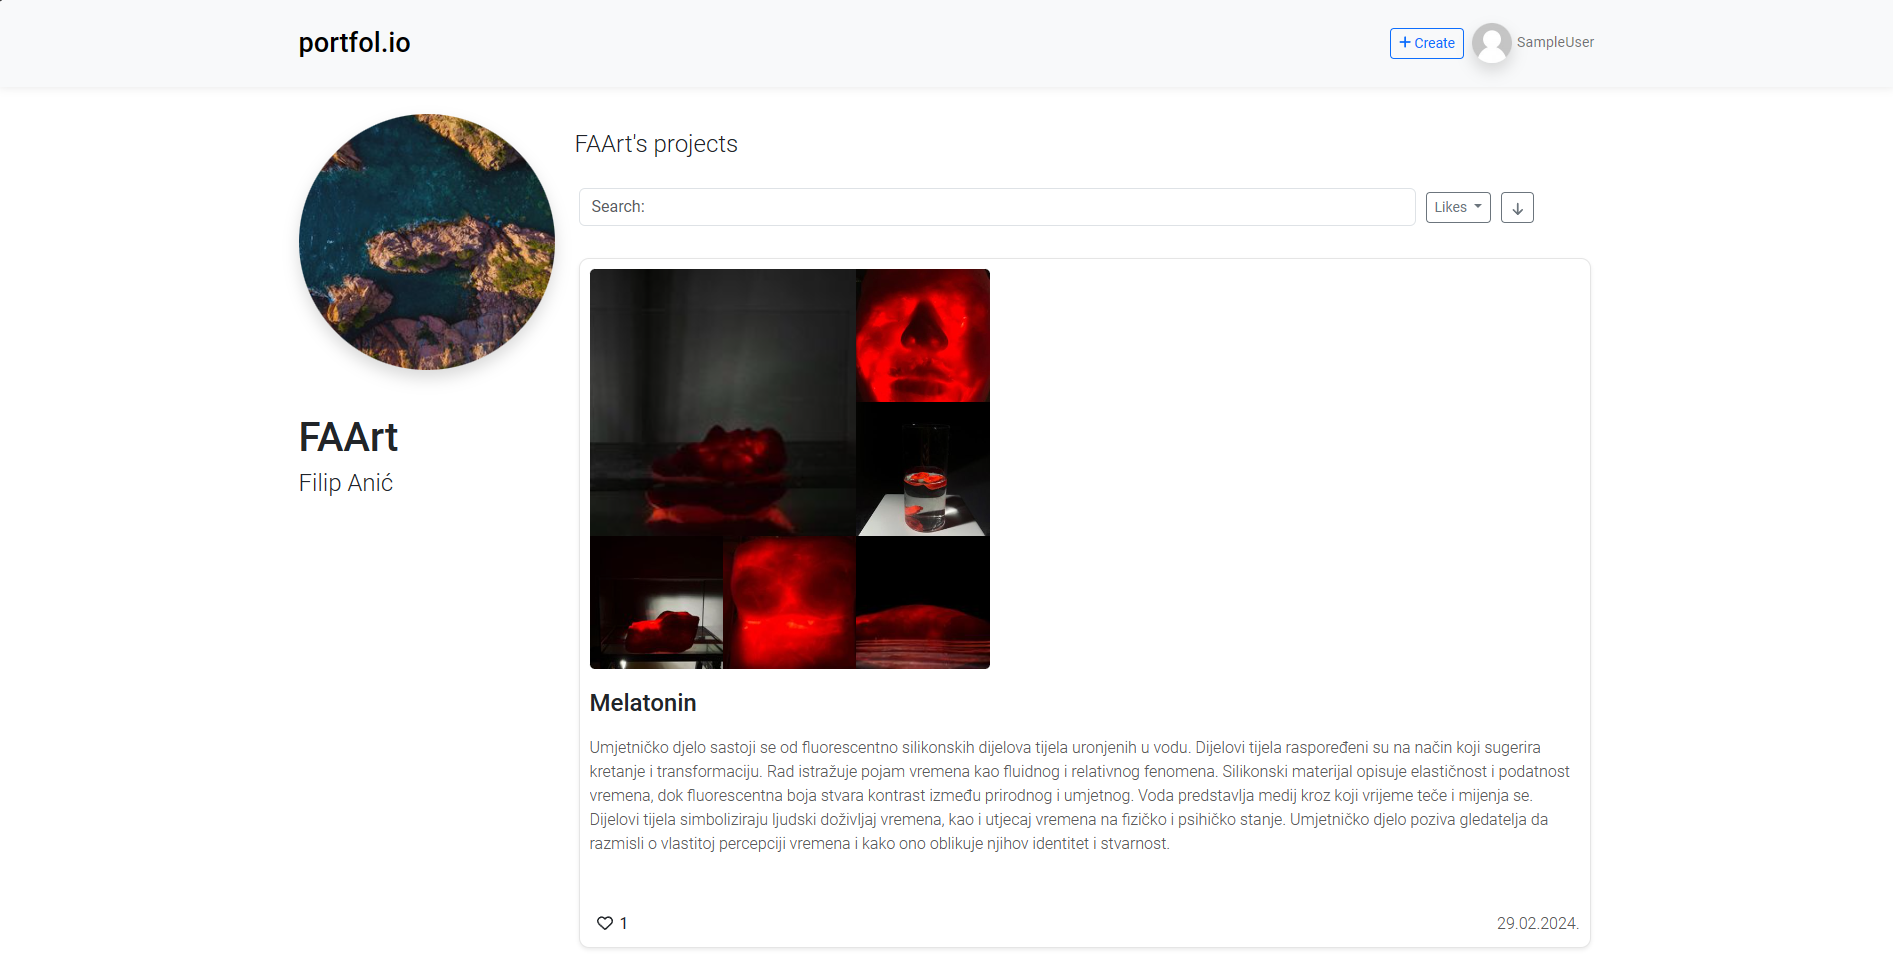 portfol.io
Create
SampleUser
FAArt's projects
Search:
Likes
FAArt
Filip Anić
Melatonin
Umjetničko djelo sastoji se od fluorescentno silikonskih dijelova tijela uronjenih u vodu. Dijelovi tijela raspoređeni su na način koji sugerira
kretanje i transformaciju. Rad istražuje pojam vremena kao fluidnog i relativnog fenomena. Silikonski materijal opisuje elastičnost i podatnost
vremena, dok fluorescentna boja stvara kontrast između prirodnog i umjetnog. Voda predstavlja medij kroz koji vrijeme teče i mijenja se.
Dijelovi tijela simboliziraju ljudski doživljaj vremena, kao i utjecaj vremena na fizičko i psihičko stanje. Umjetničko djelo poziva gledatelja da
razmisli o vlastitoj percepciji vremena i kako ono oblikuje njihov identitet i stvarnost.
1
29.02.2024.